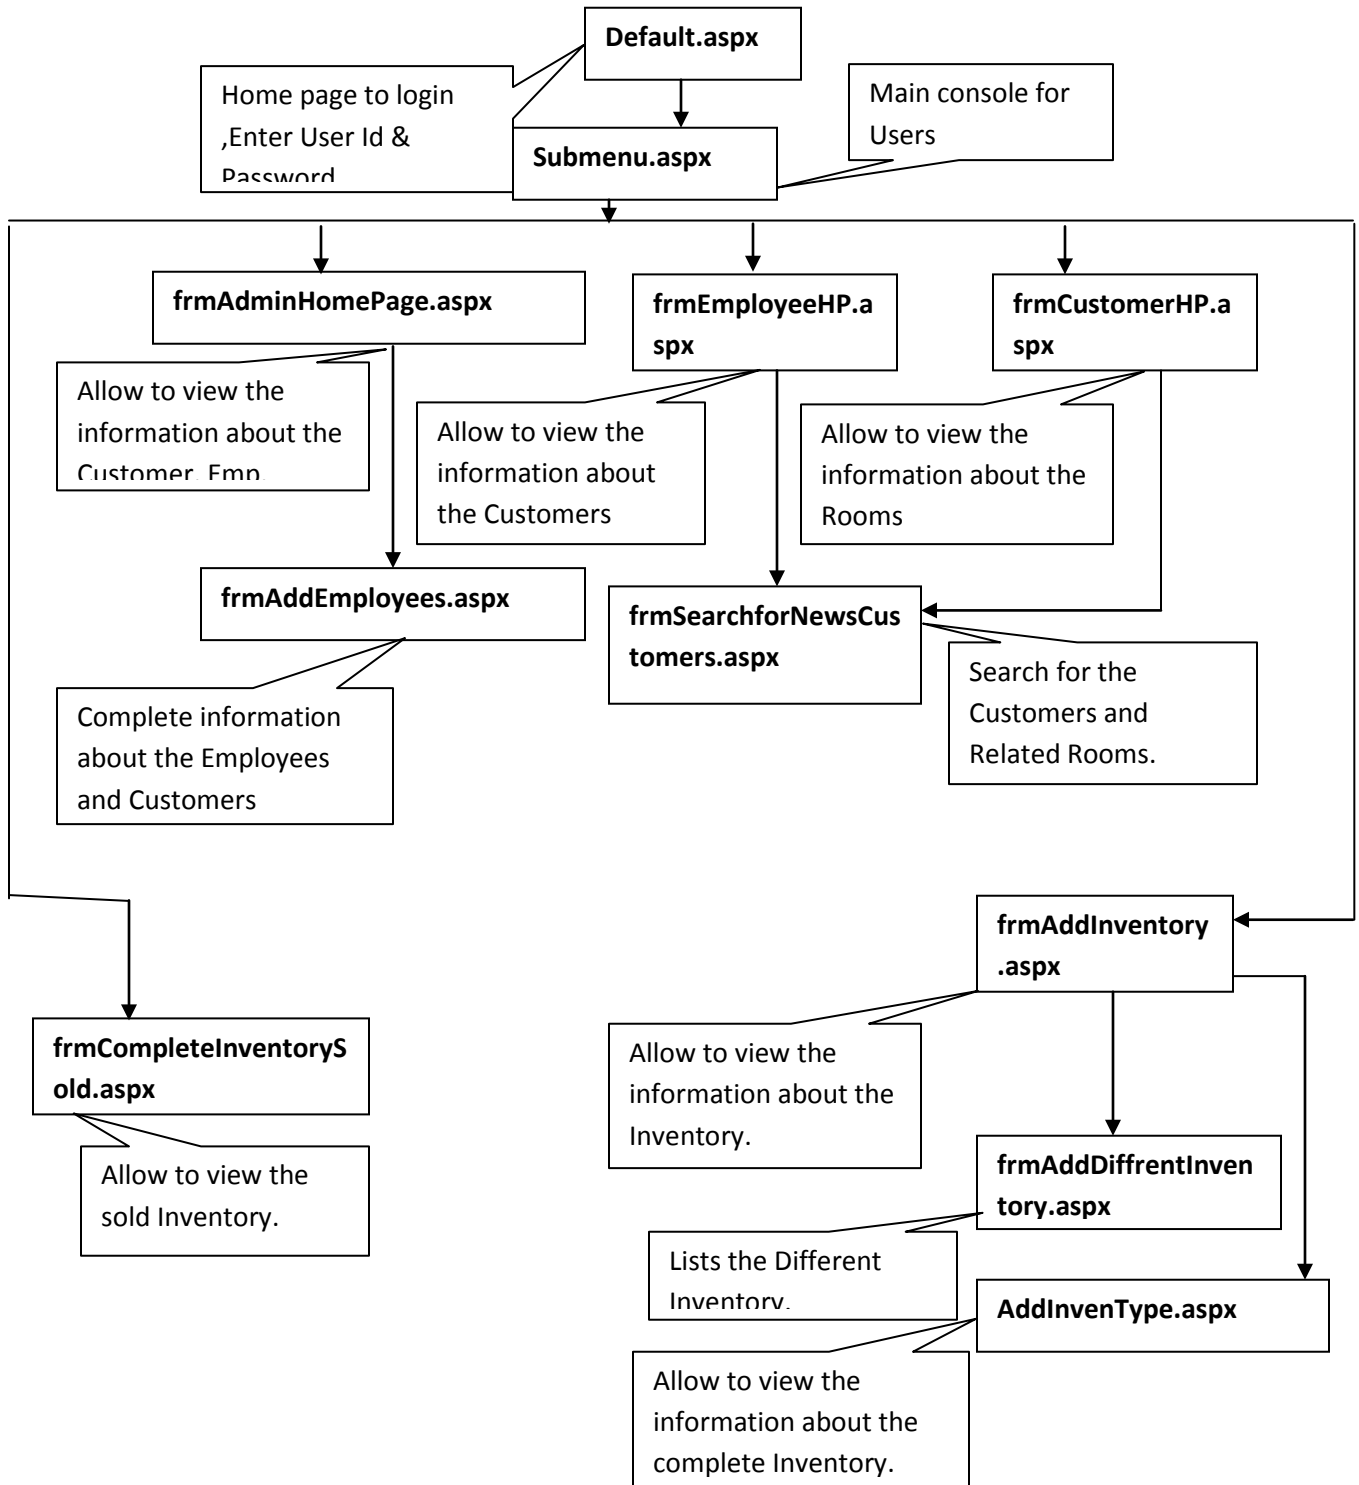 Default.aspx
Home page to login
,Enter User Id &
Password
Main console for
Users
Submenu.aspx
frmAdminHomePage.aspx
frmEmployeeHP.a
spx
frmCustomerHP.a
spx
Allow to view the
information about the
Customer, Emp.
Allow to view the
information about
the Customers
Allow to view the
information about the
Rooms
frmAddEmployees.aspx
frmSearchforNewsCus
tomers.aspx
Complete information
about the Employees
and Customers
Search for the
Customers and
Related Rooms.
frmAddInventory
.aspx
frmCompleteInventoryS
old.aspx
Allow to view the
information about the
Inventory.
Allow to view the
sold Inventory.
frmAddDiffrentInven
tory.aspx
Lists the Different
Inventory.
AddInvenType.aspx
Allow to view the
information about the
complete Inventory.